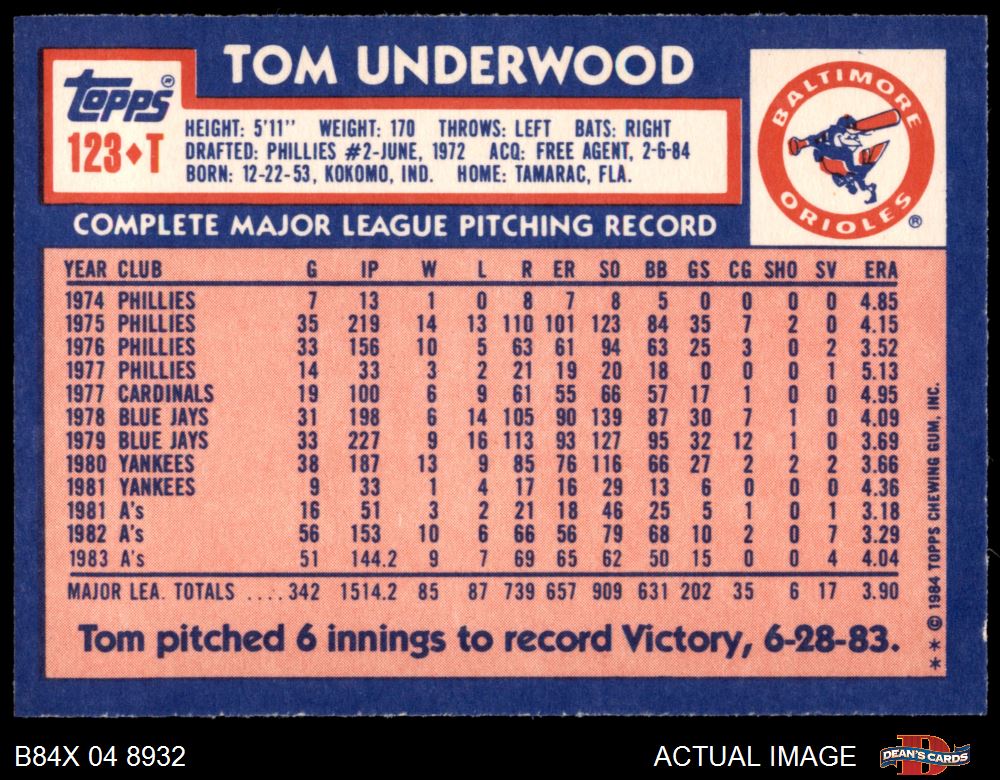 TOM UNDERWOOD
Topps®
123♦T
HEIGHT: 5'11" WEIGHT: 170 THROWS: LEFT BATS: RIGHT
DRAFTED: PHILLIES #2-JUNE, 1972 ACQ: FREE AGENT, 2-6-84
BORN: 12-22-53, KOKOMO, IND. HOME: TAMARAC, FLA.
BALTIMORE
ORIOLES
®
COMPLETE MAJOR LEAGUE PITCHING RECORD
YEAR CLUB G IP W L R ER SO BB GS CG SHO SV ERA
1974 PHILLIES 7 13 1 0 8 7 8 5 0 0 0 0 4.85
1975 PHILLIES 35 219 14 13 110 101 123 84 35 7 2 0 4.15
1976 PHILLIES 33 156 10 5 63 61 94 63 25 3 0 2 3.52
1977 PHILLIES 14 33 3 2 21 19 20 18 0 0 0 1 5.13
1977 CARDINALS 19 100 6 9 61 55 66 57 17 1 0 0 4.95
1978 BLUE JAYS 31 198 6 14 105 90 139 87 30 7 1 0 4.09
1979 BLUE JAYS 33 227 9 16 113 93 127 95 32 12 1 0 3.69
1980 YANKEES 38 187 13 9 85 76 116 66 27 2 2 2 3.66
1981 YANKEES 9 33 1 4 17 16 29 13 6 0 0 0 4.36
1981 A's 16 51 3 2 21 18 46 25 5 1 0 1 3.18
1982 A's 56 153 10 6 66 56 79 68 10 2 0 7 3.29
1983 A's 51 144.2 9 7 69 65 62 50 15 0 0 4 4.04
MAJOR LEA. TOTALS .... 342 1514.2 85 87 739 657 909 631 202 35 6 17 3.90
Tom pitched 6 innings to record Victory, 6-28-83.
** © 1984 TOPPS CHEWING GUM, INC.
B84X 04 8932
ACTUAL IMAGE
DEAN'S CARDS